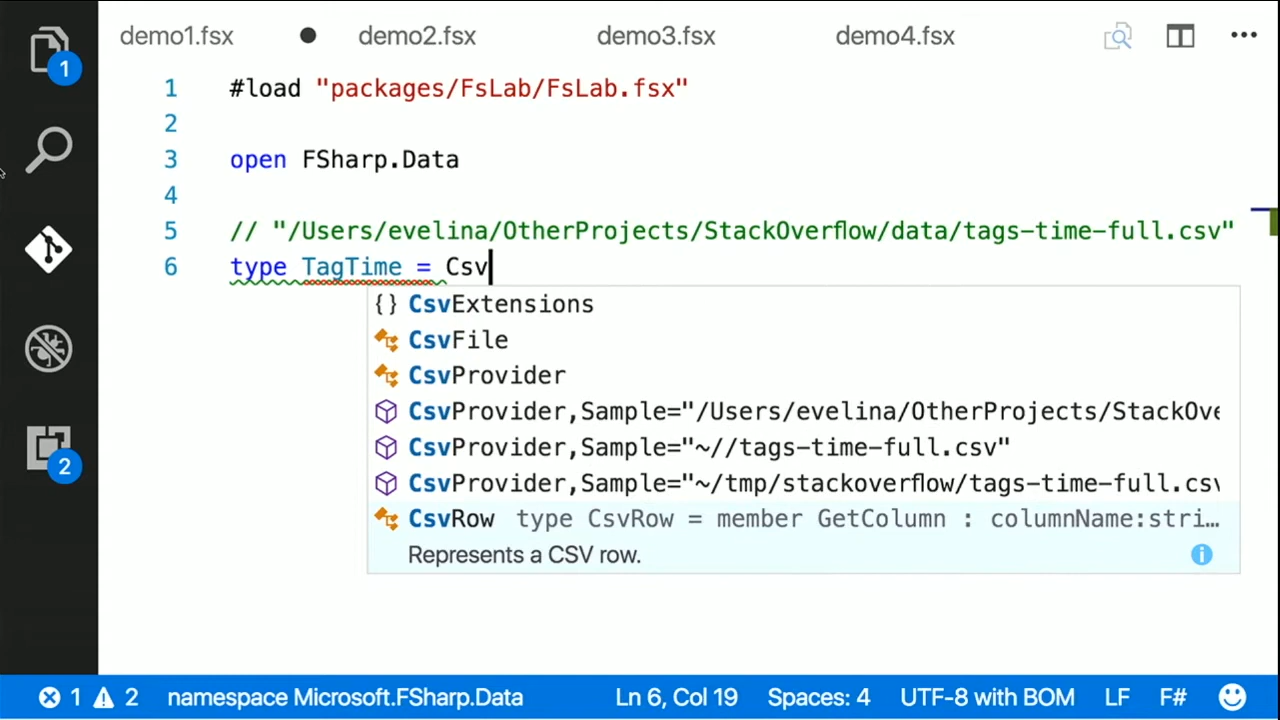 demo1.fsx demo2.fsx demo3.fsx demo4.fsx
1
1 #load "packages/FsLab/FsLab.fsx"
2
3 open FSharp.Data
4
5 // "/Users/evelina/OtherProjects/StackOverflow/data/tags-time-full.csv"
6 type TagTime = Csv
{} CsvExtensions
CsvFile
CsvProvider
CsvProvider,Sample="/Users/evelina/OtherProjects/StackOve
CsvProvider,Sample="~//tags-time-full.csv"
CsvProvider,Sample="~/tmp/stackoverflow/tags-time-full.csv
CsvRow type CsvRow = member GetColumn : columnName:stri...
2
Represents a CSV row.
1 2 namespace Microsoft.FSharp.Data Ln 6, Col 19 Spaces: 4 UTF-8 with BOM LF F#